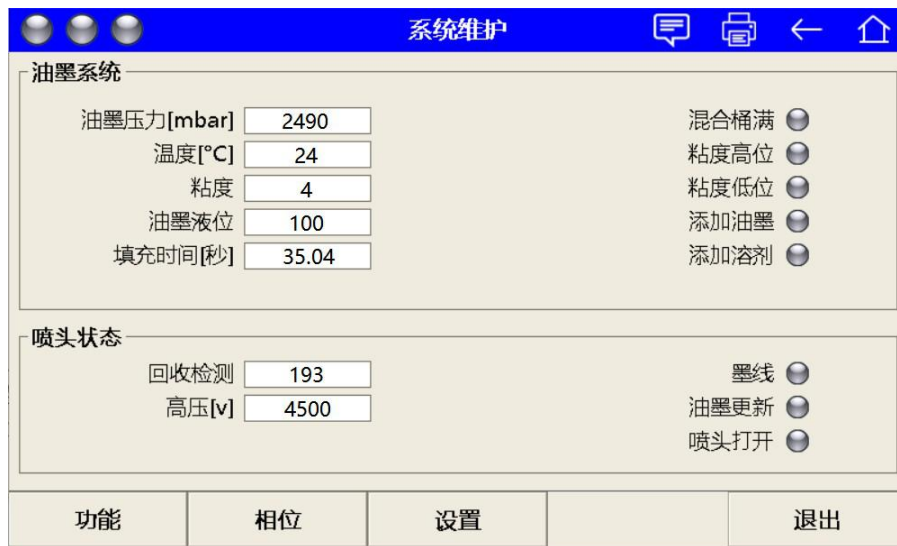 系统维护
油墨系统
油墨压力[mbar] 2490 混合桶满
温度[°C] 24 粘度高位
粘度 4 粘度低位
油墨液位 100 添加油墨
填充时间[秒] 35.04 添加溶剂
喷头状态
回收检测 193 墨线
高压[v] 4500 油墨更新
喷头打开
功能 相位 设置 退出